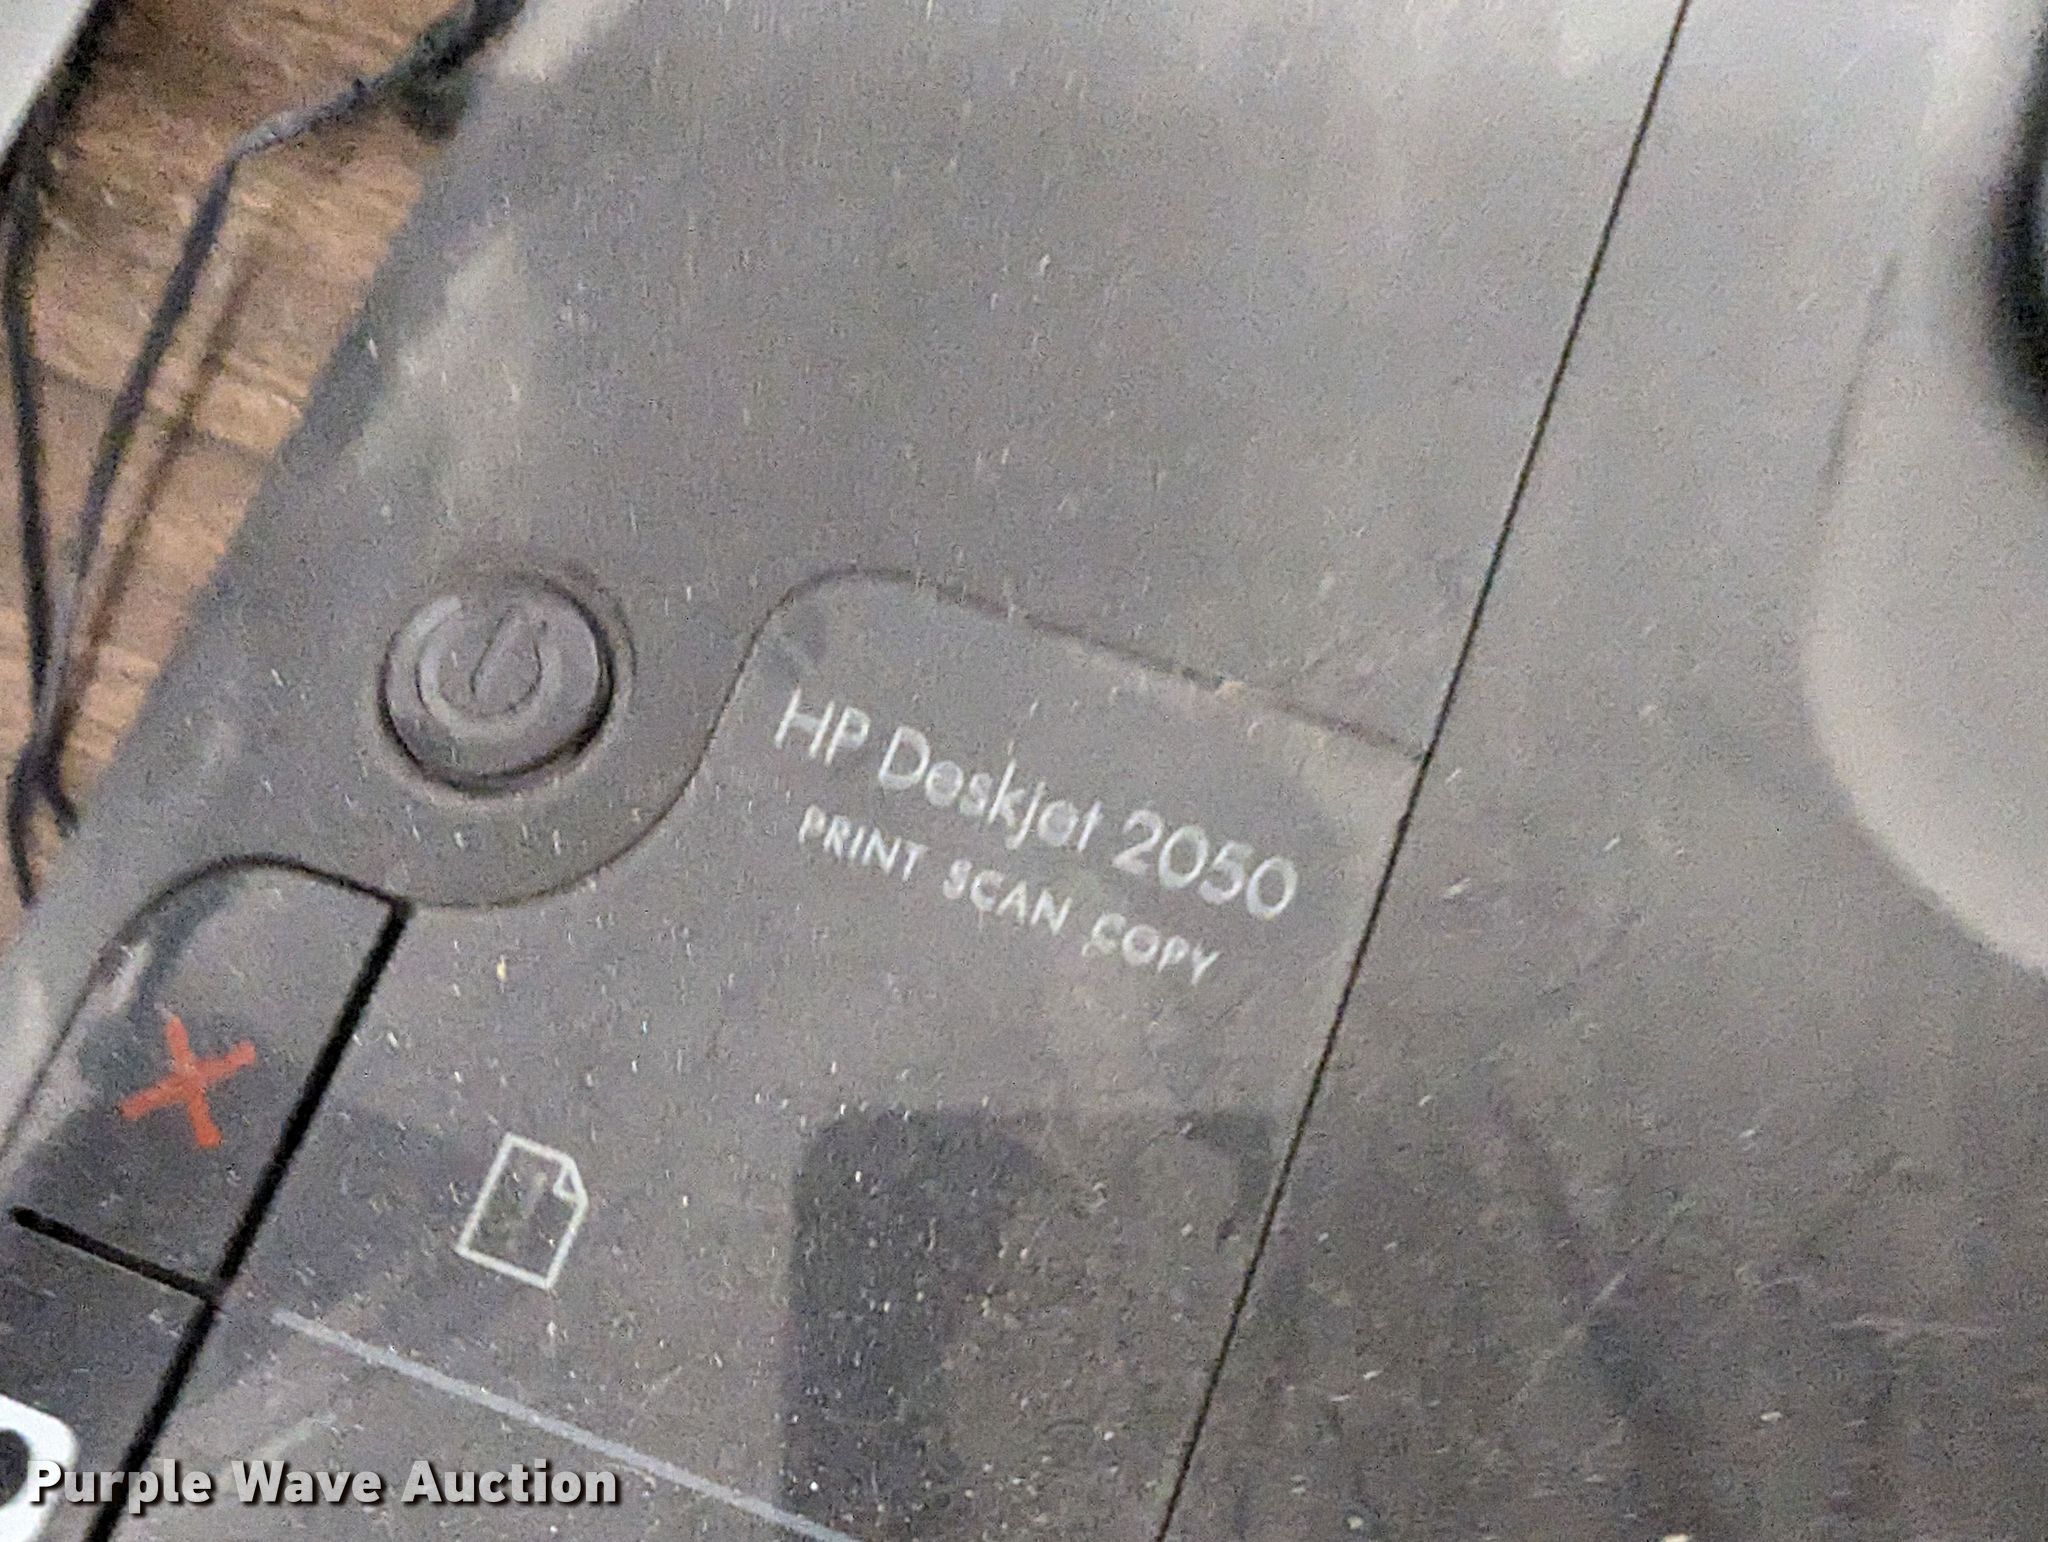 HP Deskjet 2050
PRINT SCAN COPY
Purple Wave Auction